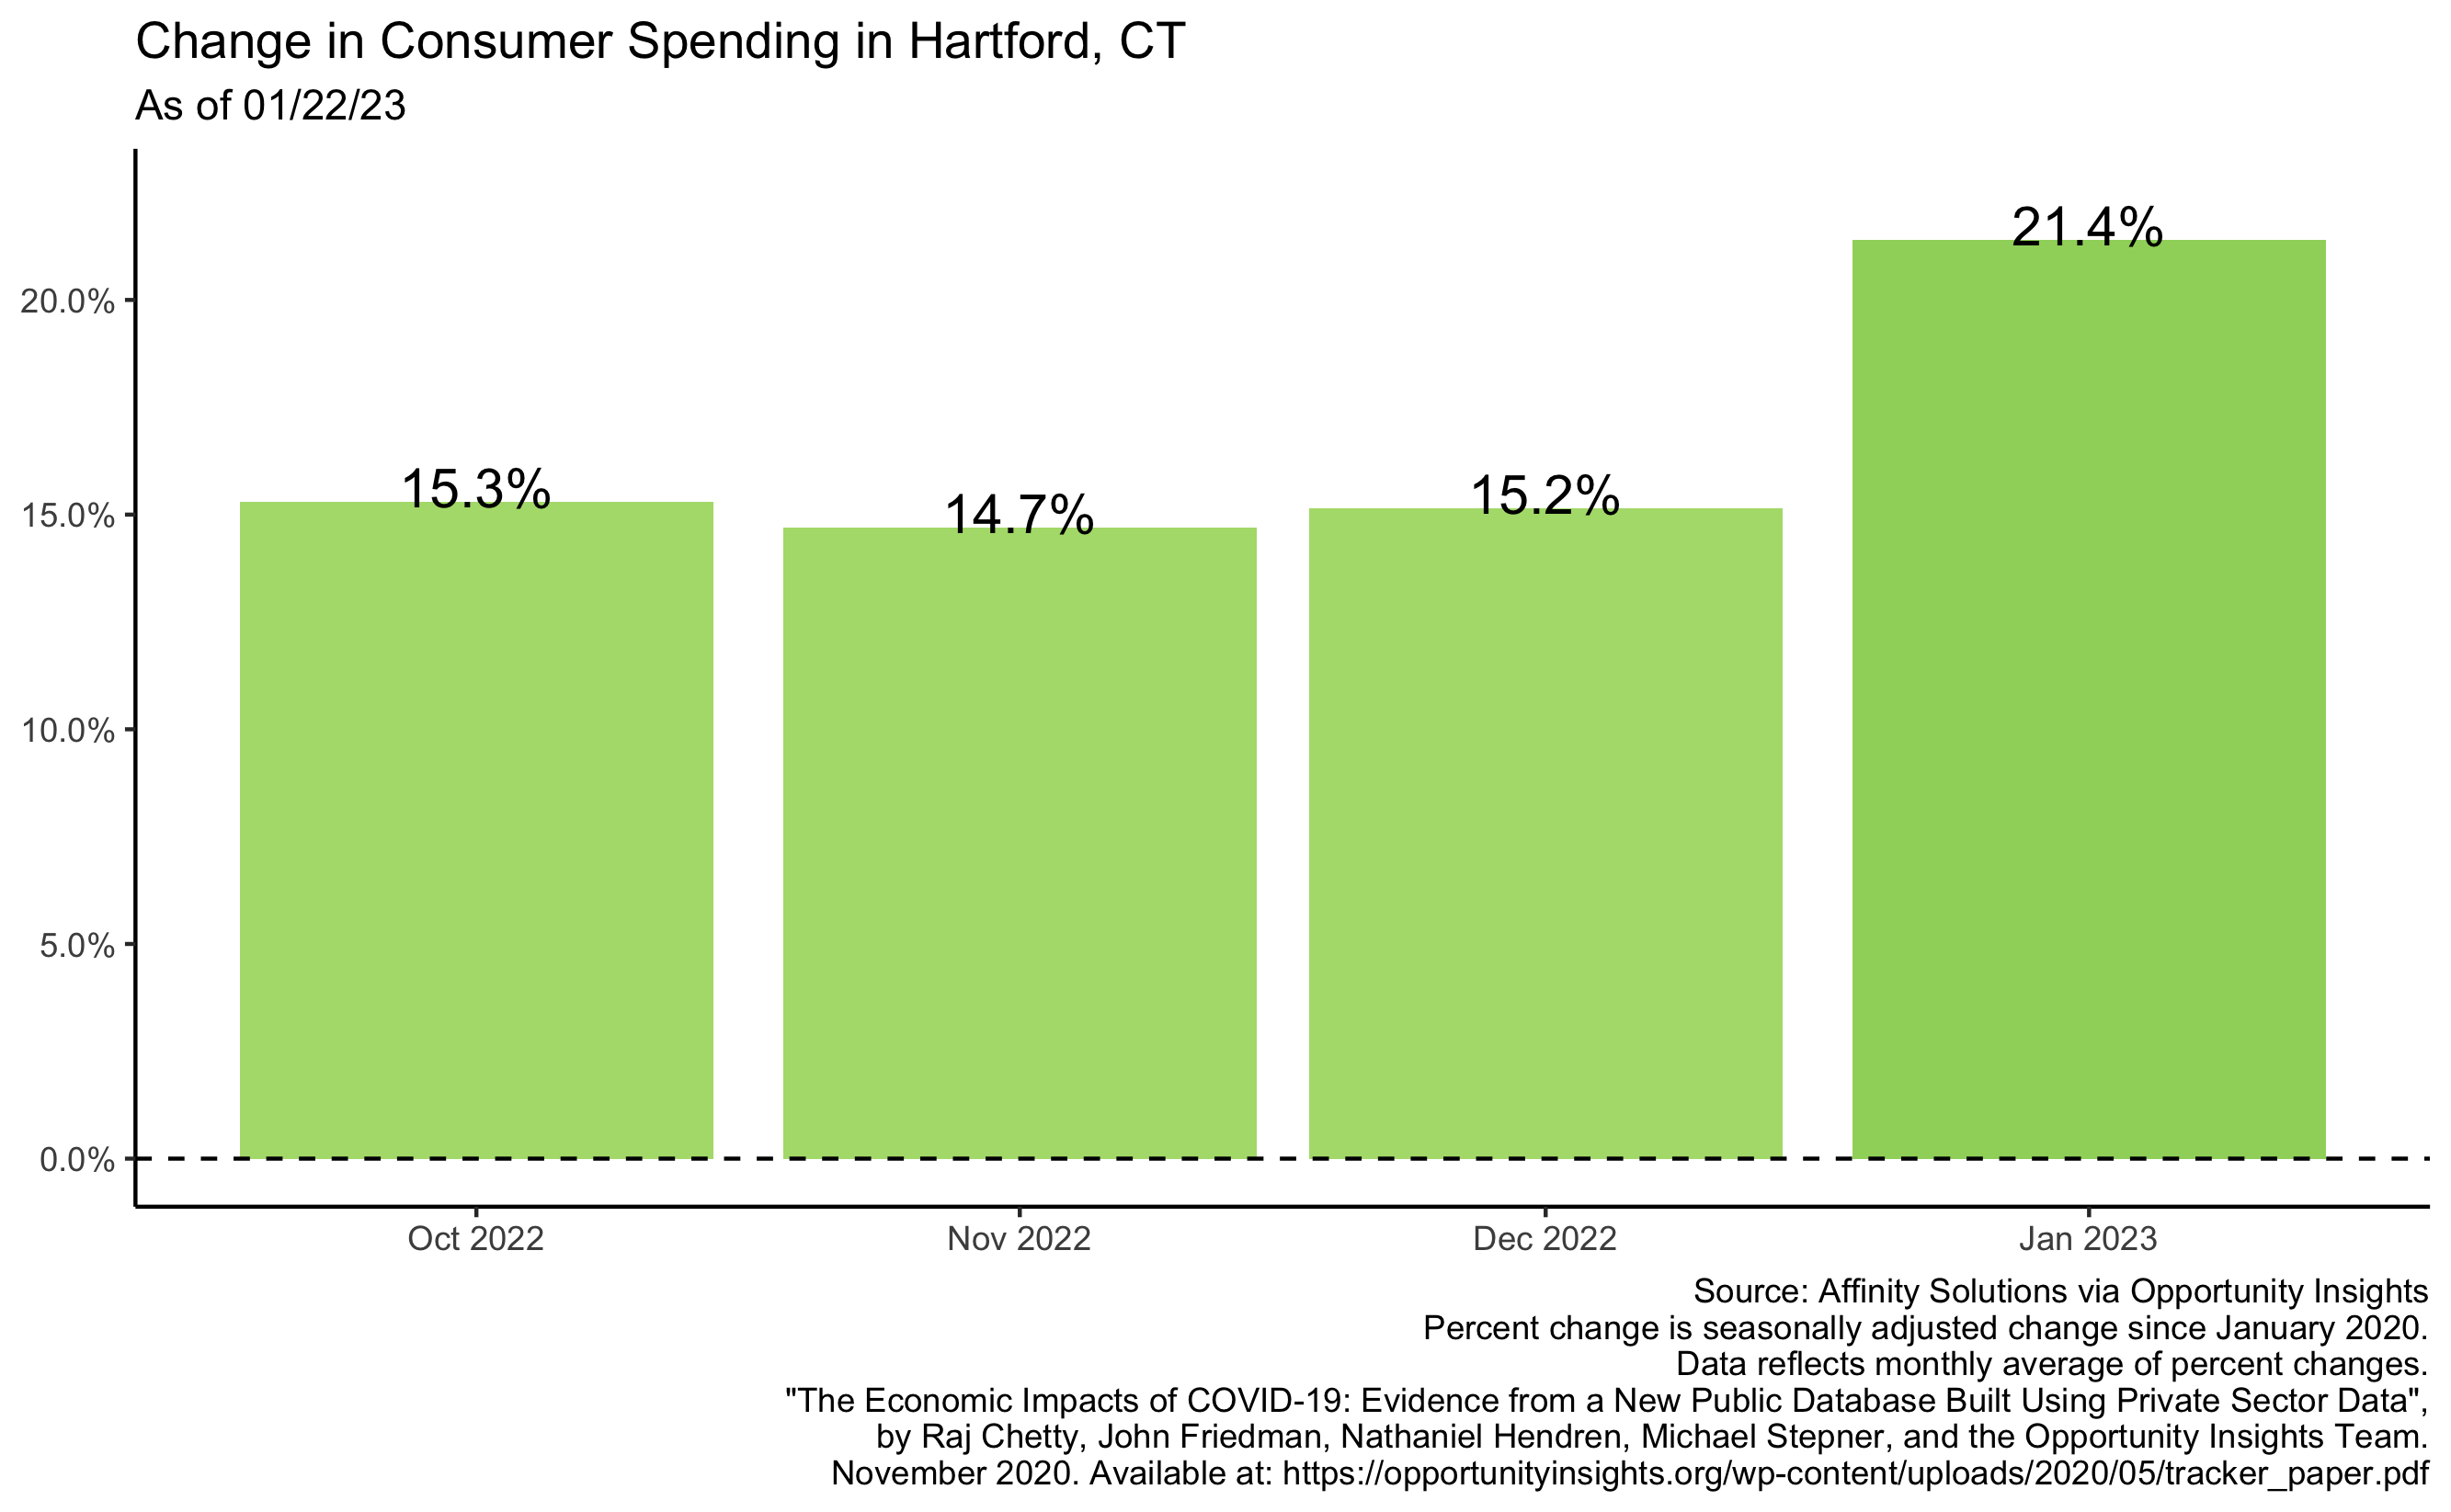 Change in Consumer Spending in Hartford, CT
As of 01/22/23
21.4%
20.0%
15.3%
15.2%
14.7%
15.0%
10.0%
5.0%
0.0%
Oct 2022
Nov 2022
Dec 2022
Jan 2023
Source: Affinity Solutions via Opportunity Insights
Percent change is seasonally adjusted change since January 2020.
Data reflects monthly average of percent changes.
"The Economic Impacts of COVID-19: Evidence from a New Public Database Built Using Private Sector Data",
by Raj Chetty, John Friedman, Nathaniel Hendren, Michael Stepner, and the Opportunity Insights Team.
November 2020. Available at: https://opportunityinsights.org/wp-content/uploads/2020/05/tracker_paper.pdf